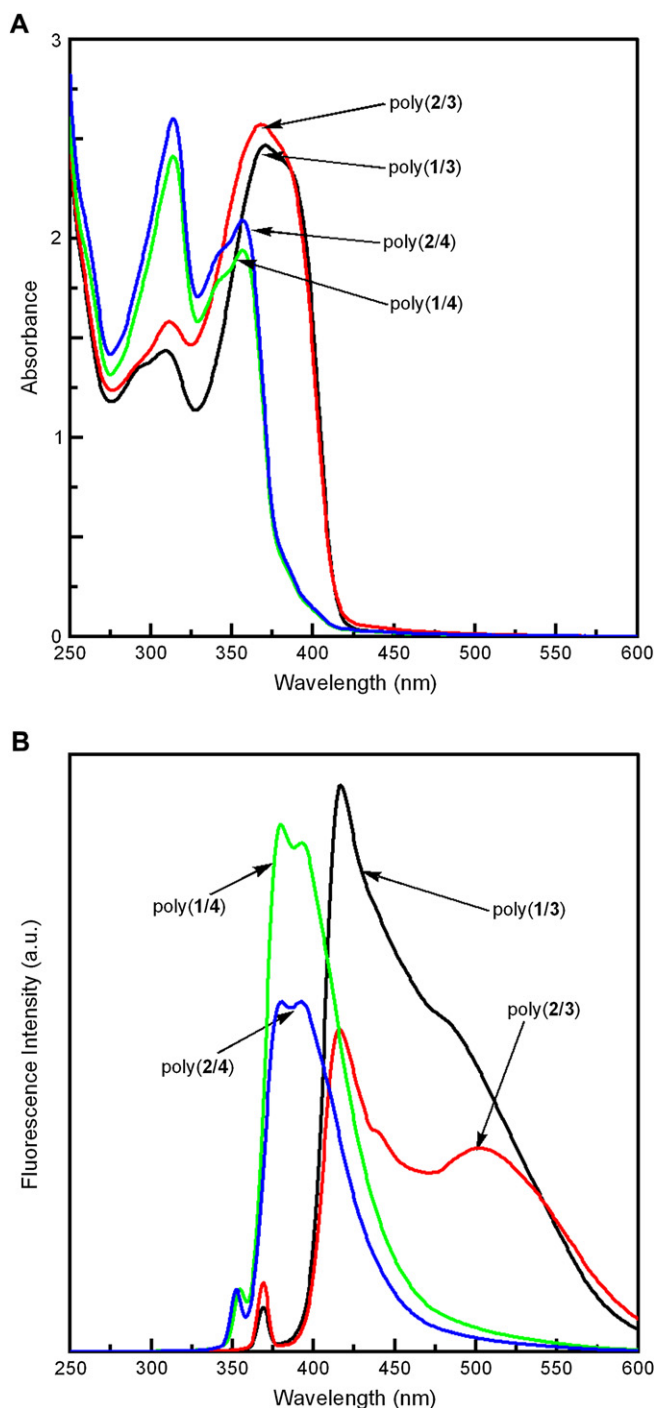 A
3
poly(2/3)
poly(1/3)
2
poly(2/4)
poly(1/4)
Absorbance
1
0
250 300 350 400 450 500 550 600
Wavelength (nm)
B
poly(1/4)
poly(1/3)
poly(2/3)
poly(2/4)
Fluorescence Intensity (a.u.)
250 300 350 400 450 500 550 600
Wavelength (nm)